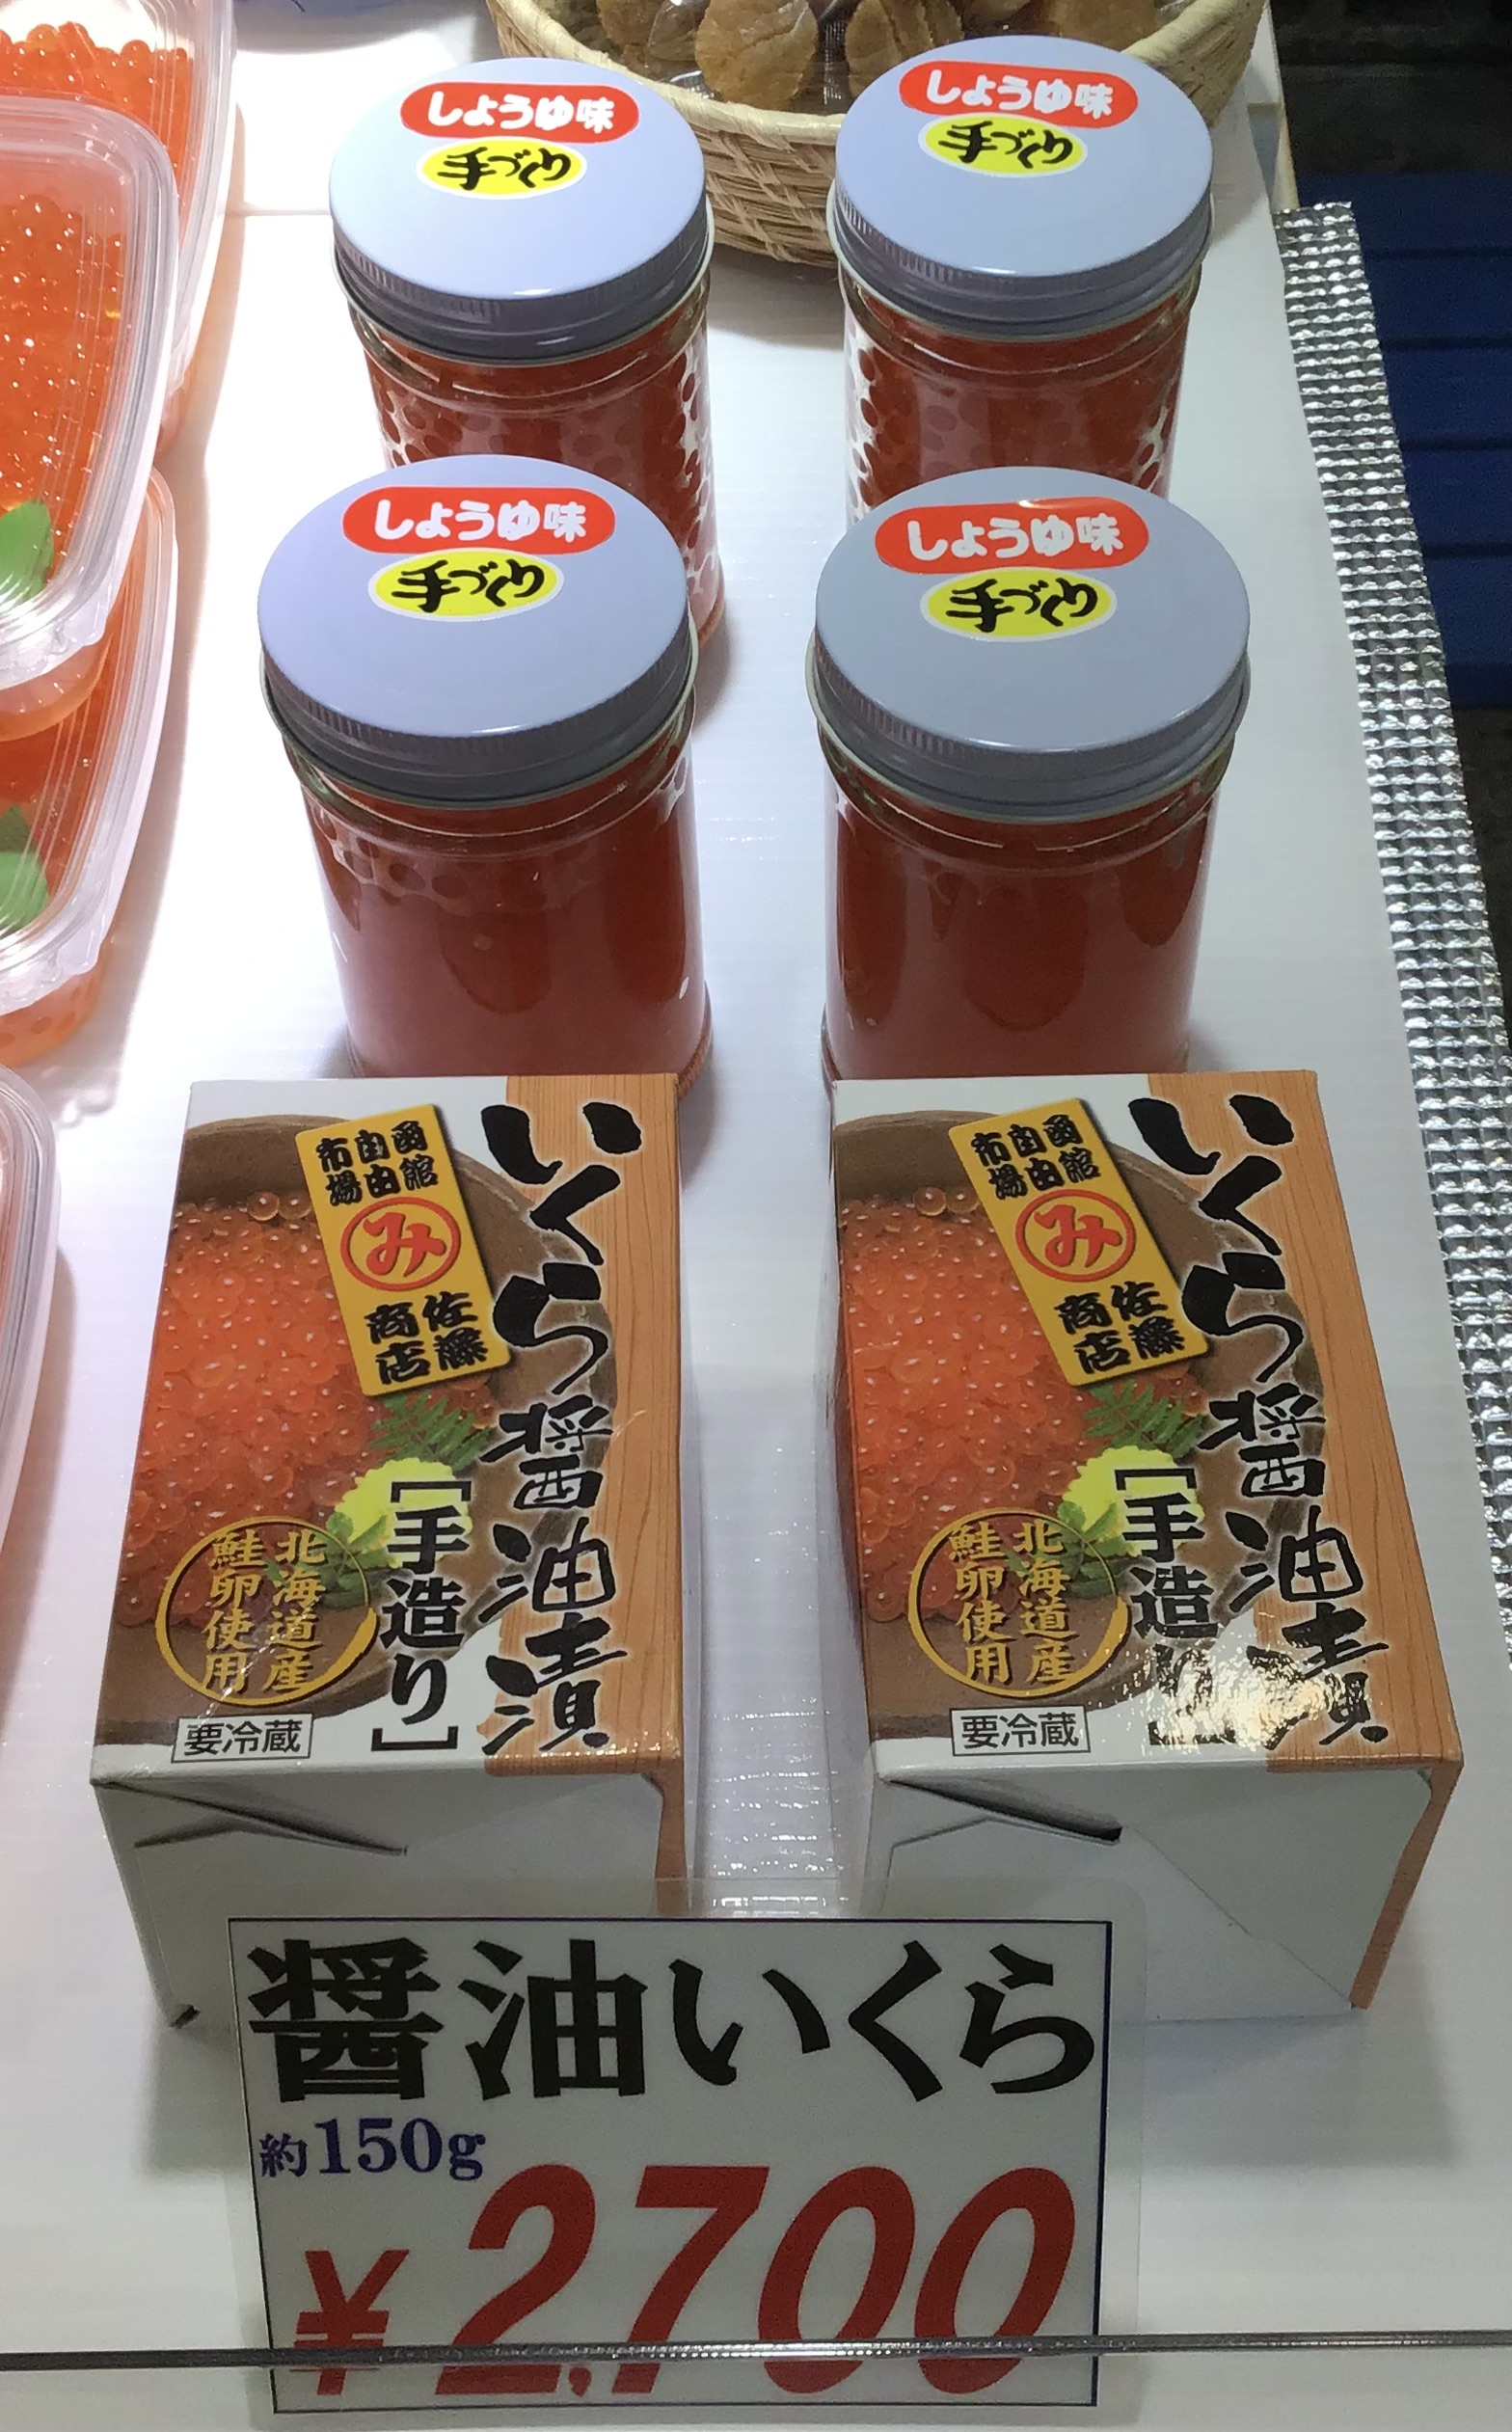 しょうゆ味
手づくり
しょうゆ味
手づくり
しょうゆ味
手づくり
しょうゆ味
手づくり
いくら醤油漬
[手造り]
函館
自由
市場
み
佐藤
商店
北海道産
鮭卵使用
要冷蔵
いくら醤油漬
[手造り]
函館
自由
市場
み
佐藤
商店
北海道産
鮭卵使用
要冷蔵
醤油いくら
約150g
¥2,700